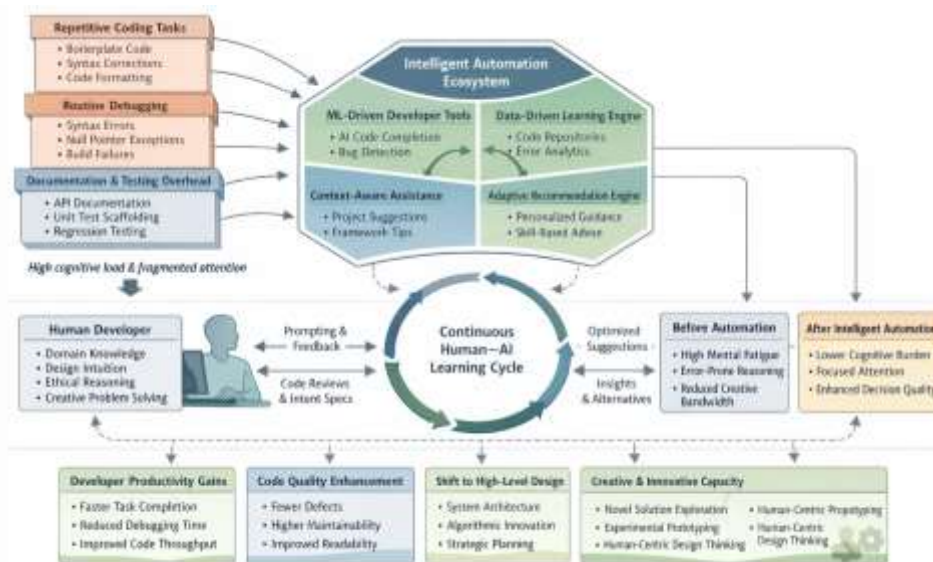 Repetitive Coding Tasks
• Boilerplate Code
• Syntax Corrections
• Code Formatting
Routine Debugging
• Syntax Errors
• Null Pointer Exceptions
• Build Failures
Documentation & Testing Overhead
• API Documentation
• Unit Test Scaffolding
• Regression Testing
High cognitive load & fragmented attention
Intelligent Automation
Ecosystem
ML-Driven Developer Tools
• AI Code Completion
• Bug Detection
Data-Driven Learning Engine
• Code Repositories
• Error Analytics
Context-Aware Assistance
• Project Suggestions
• Framework Tips
Adaptive Recommendation Engine
• Personalized Guidance
• Skill-Based Advise
Human Developer
• Domain Knowledge
• Design Intuition
• Ethical Reasoning
• Creative Problem Solving
Prompting &
Feedback
Code Reviews
& Intent Specs
Continuous
Human—AI
Learning Cycle
Optimized
Suggestions
Insights
& Alternatives
Before Automation
• High Mental Fatigue
• Error-Prone Reasoning
• Reduced Creative
Bandwidth
After Intelligent Automation
• Lower Cognitive Burden
• Focused Attention
• Enhanced Decision Quality
Developer Productivity Gains
• Faster Task Completion
• Reduced Debugging Time
• Improved Code Throughput
Code Quality Enhancement
• Fewer Defects
• Higher Maintainability
• Improved Readability
Shift to High-Level Design
• System Architecture
• Algorithmic Innovation
• Strategic Planning
Creative & Innovative Capacity
• Novel Solution Exploration
• Experimental Prototyping
• Human-Centric Design Thinking
• Human-Centric
• Human-Centric
Design Thinking